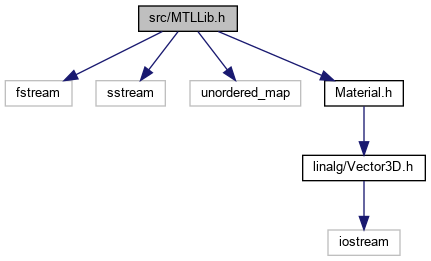 src/MTLLib.h
fstream
sstream
unordered_map
Material.h
linalg/Vector3D.h
iostream